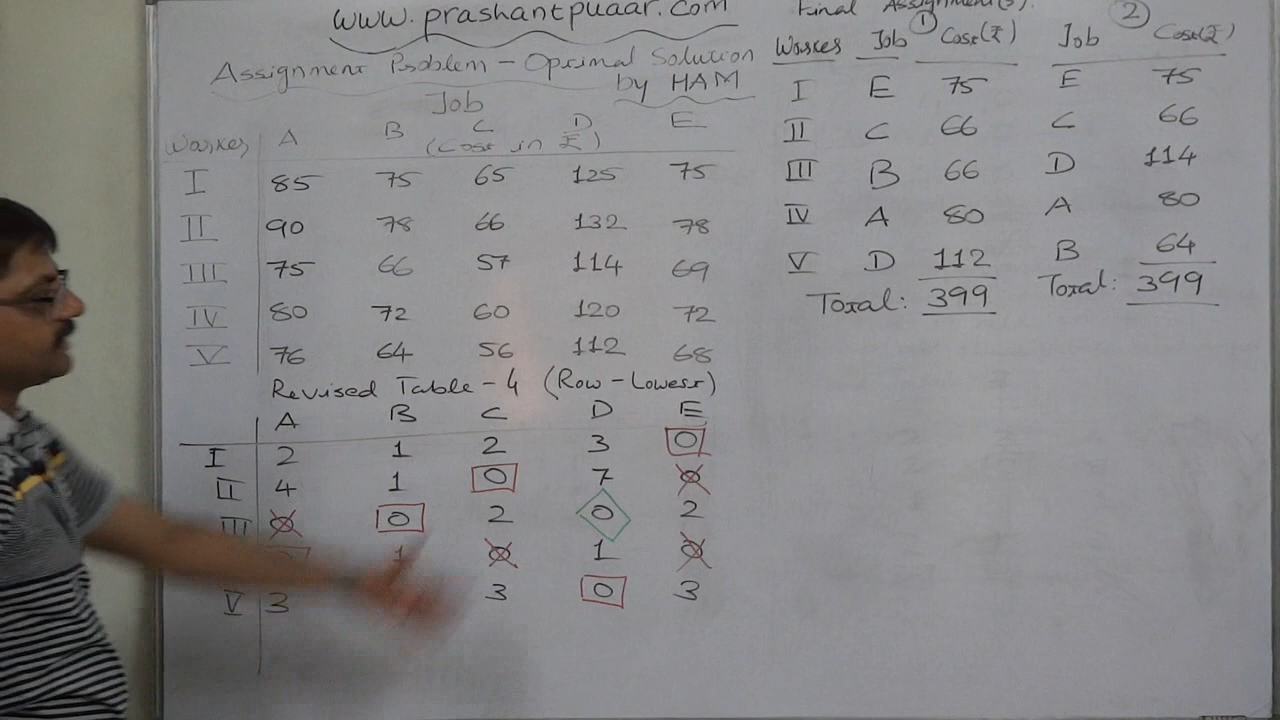 www.prashantpuaar.com
Assignment Problem - Optimal Solution
by HAM
Job
Worker A B C D E
(Cost in ₹)
I 85 75 65 125 75
II 90 78 66 132 78
III 75 66 57 114 69
IV 80 72 60 120 72
V 76 64 56 112 68
Revised Table - 4 (Row - Lowest)
A B C D E
I 2 1 2 3 0
II 4 1 0 7 0
III 0 0 2 0 2
1 0 1 0
V 3 3 0 3
Final Assignment(s).
Worker Job ① Cost(₹) Job ② Cost(₹)
I E 75 E 75
II C 66 C 66
III B 66 D 114
IV A 80 A 80
V D 112 B 64
Total: 399 Total: 399